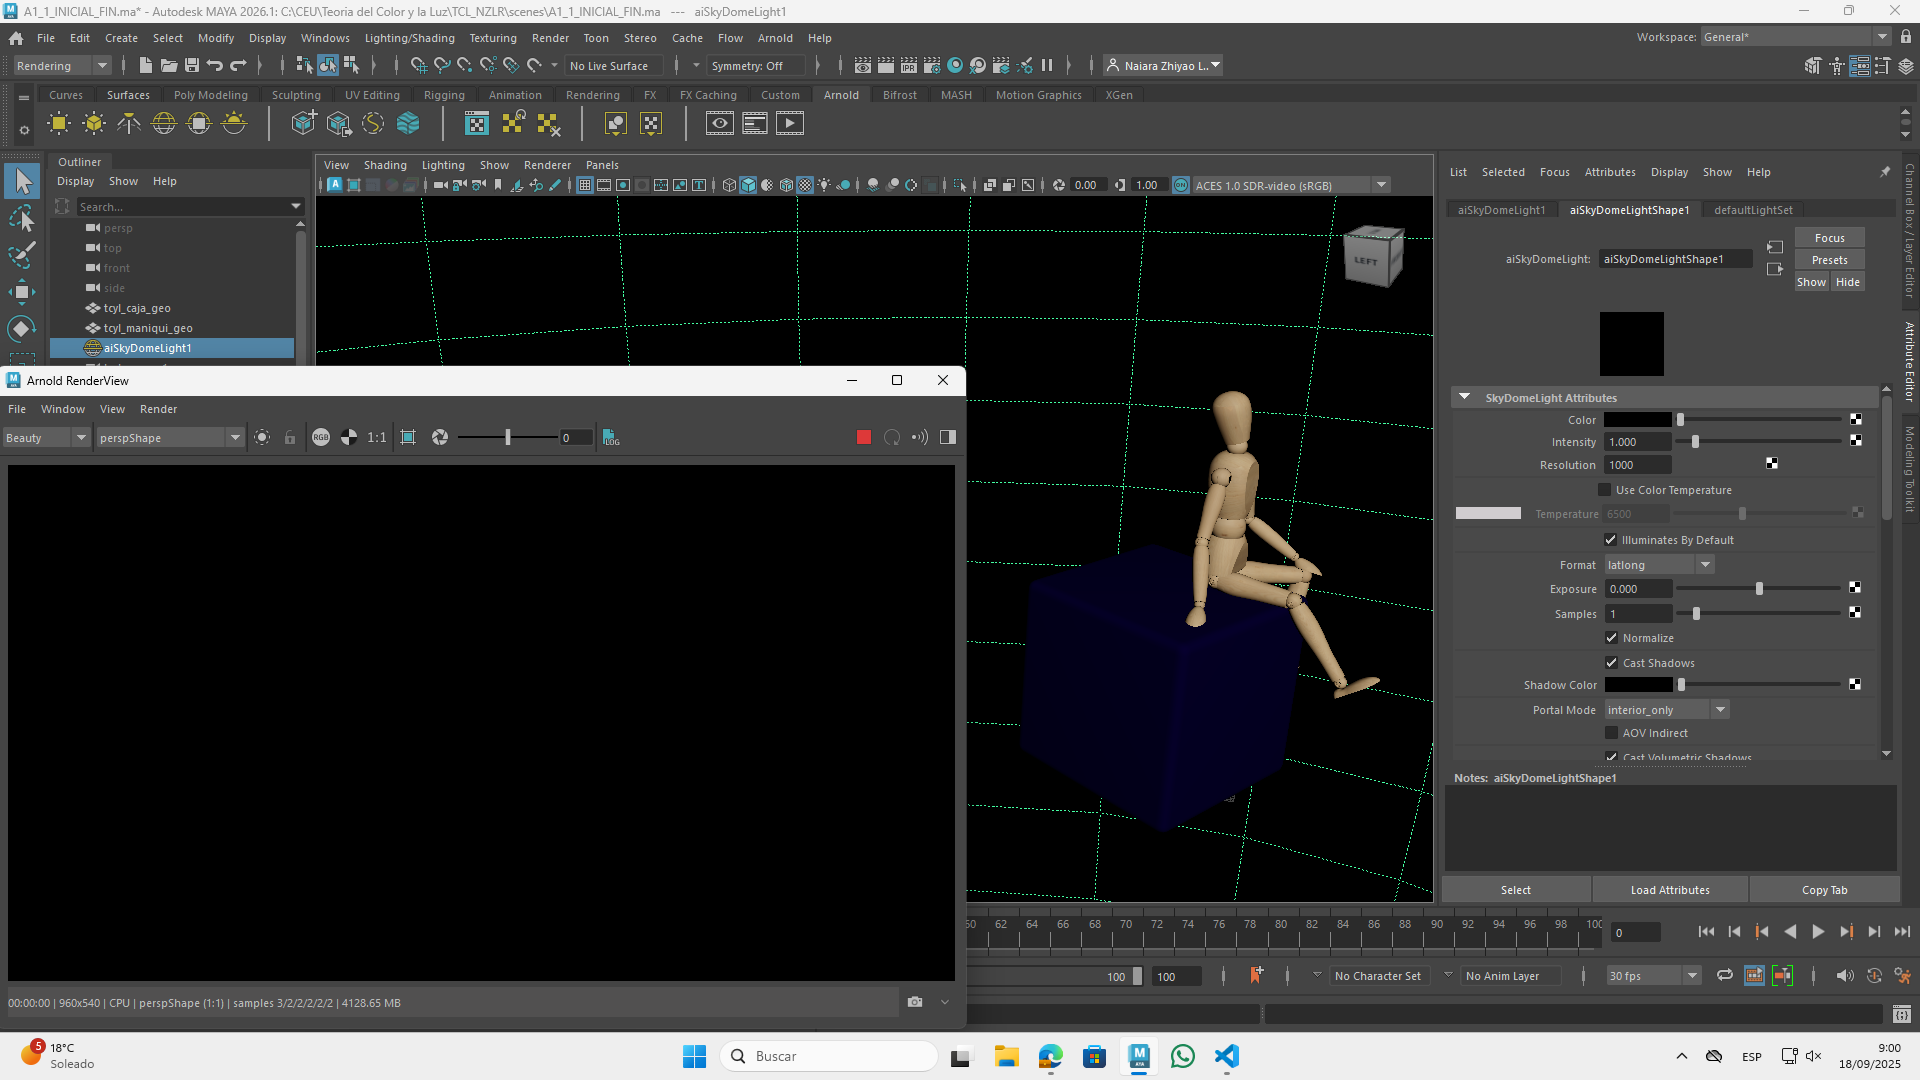 A1_1_INICIAL_FIN.ma* - Autodesk MAYA 2026.1: C:\CEU\Teoria del Color y la Luz\TCL_NZLR\scenes\A1_1_INICIAL_FIN.ma --- aiSkyDomeLight1
File Edit Create Select Modify Display Windows Lighting/Shading Texturing Render Toon Stereo Cache Flow Arnold Help
Workspace: General*
Rendering No Live Surface Symmetry: Off IPR Naiara Zhiyao L..
Curves Surfaces Poly Modeling Sculpting UV Editing Rigging Animation Rendering FX FX Caching Custom Arnold Bifrost MASH Motion Graphics XGen
Outliner
Display Show Help
Search...
persp
top
front
side
tcyl_caja_geo
tcyl_maniqui_geo
aiSkyDomeLight1
View Shading Lighting Show Renderer Panels
0.00 1.00 ACES 1.0 SDR-video (sRGB)
LEFT
Arnold RenderView
File Window View Render
Beauty perspShape RGB 1:1 0 LOG
00:00:00 | 960x540 | CPU | perspShape (1:1) | samples 3/2/2/2/2/2 | 4128.65 MB
List Selected Focus Attributes Display Show Help
aiSkyDomeLight1 aiSkyDomeLightShape1 defaultLightSet
aiSkyDomeLight: aiSkyDomeLightShape1
Focus
Presets
Show Hide
SkyDomeLight Attributes
Color
Intensity 1.000
Resolution 1000
Use Color Temperature
Temperature 6500
Illuminates By Default
Format latlong
Exposure 0.000
Samples 1
Normalize
Cast Shadows
Shadow Color
Portal Mode interior_only
AOV Indirect
Cast Volumetric Shadows
Notes: aiSkyDomeLightShape1
Select Load Attributes Copy Tab
Channel Box / Layer Editor
Attribute Editor
Modeling Toolkit
60 62 64 66 68 70 72 74 76 78 80 82 84 86 88 90 92 94 96 98 100
0
100 100 No Character Set No Anim Layer 30 fps
5 18°C
Soleado
Buscar
ESP
9:00
18/09/2025